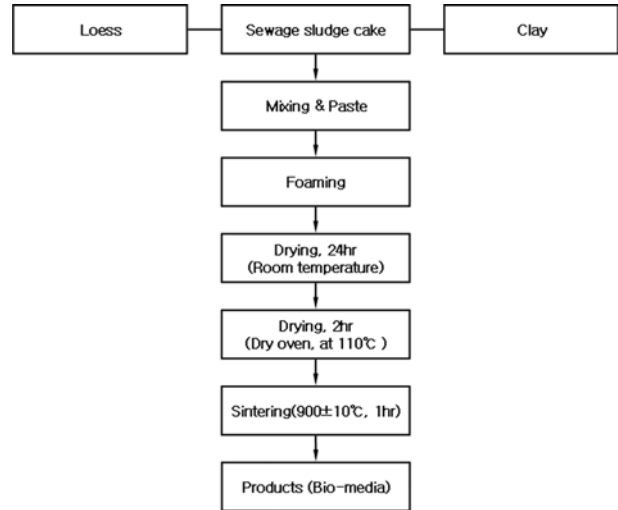 Loess
Sewage sludge cake
Clay
Mixing & Paste
Foaming
Drying, 24hr
(Room temperature)
Drying, 2hr
(Dry oven, at 110℃ )
Sintering(900±10℃, 1hr)
Products (Bio-media)